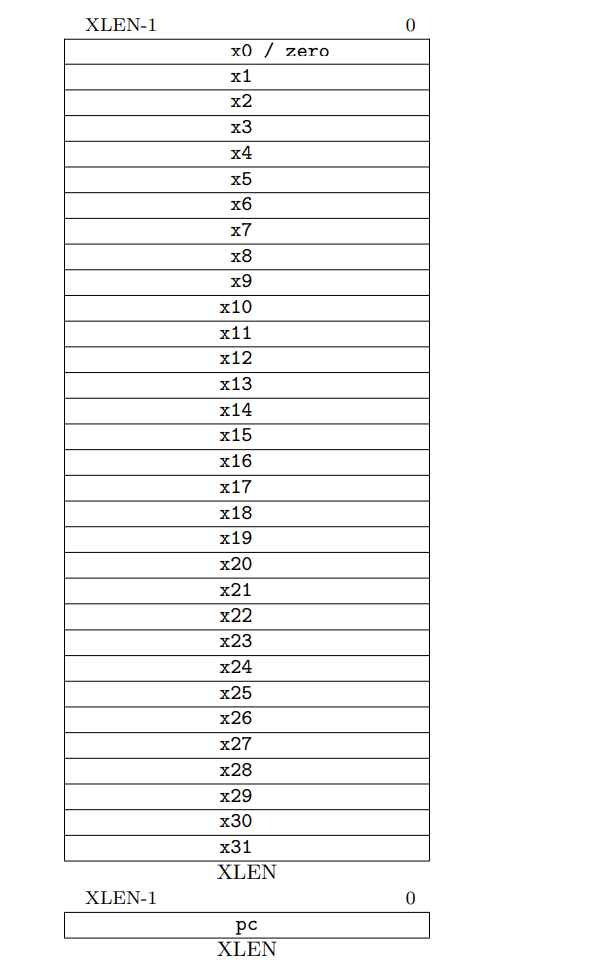 XLEN-1 0
x0 / zero
x1
x2
x3
x4
x5
x6
x7
x8
x9
x10
x11
x12
x13
x14
x15
x16
x17
x18
x19
x20
x21
x22
x23
x24
x25
x26
x27
x28
x29
x30
x31
XLEN
XLEN-1 0
pc
XLEN